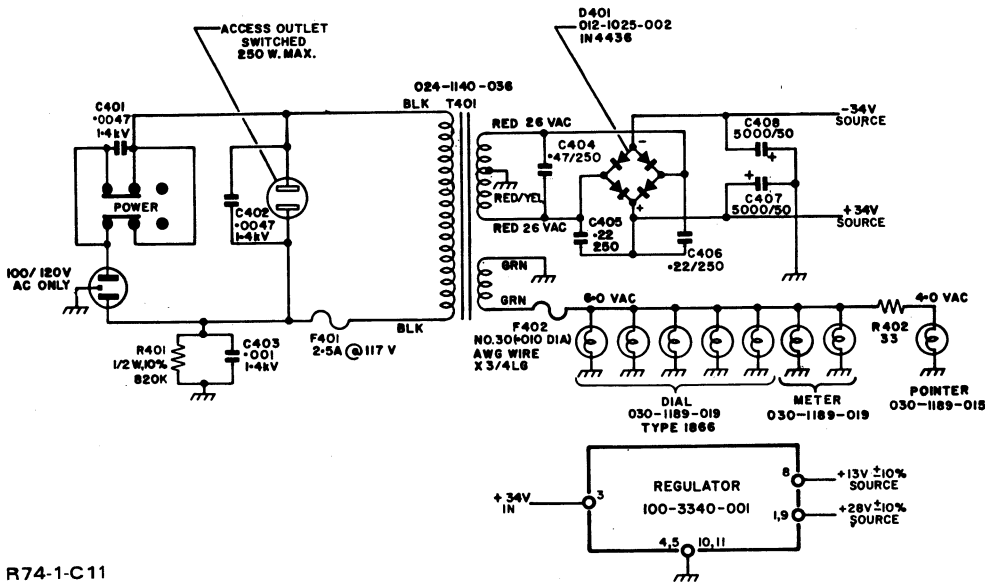 D401
012-1025-002
IN4436
ACCESS OUTLET
SWITCHED
250 W. MAX.
024-1140-036
BLK T401
C401
.0047
1.4kV
RED 26 VAC
C404
.47/250
-
+
-34V
SOURCE
C408
5000/50
+
+
C407
5000/50
RED/YEL
RED 26 VAC
+34V
SOURCE
POWER
C402
.0047
1.4kV
C405
.22
250
C406
.22/250
100/120V
AC ONLY
GRN
GRN
6.0 VAC
4.0 VAC
BLK
F401
2.5A @ 117 V
F402
NO.30(.010 DIA)
AWG WIRE
X 3/4LG
R402
33
R401
1/2W,10%
820K
C403
.001
1.4kV
DIAL
030-1189-019
TYPE 1866
METER
030-1189-019
POINTER
030-1189-015
REGULATOR
100-3340-001
+34V
IN
3
8
+13V ±10%
SOURCE
1,9
+28V ±10%
SOURCE
4,5
10,11
R74-1-C11